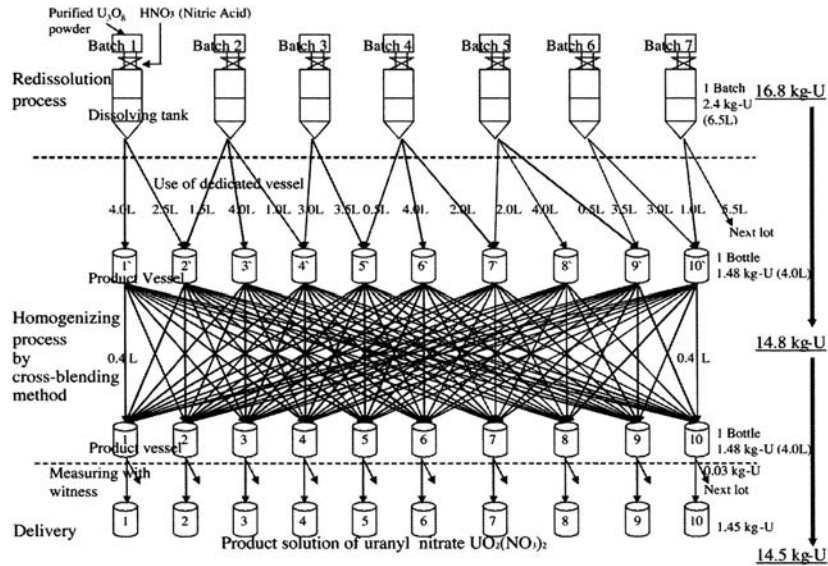 Purified U₃O₈ powder
HNO₃ (Nitric Acid)
Batch 1 Batch 2 Batch 3 Batch 4 Batch 5 Batch 6 Batch 7
Redissolution process
1 Batch
2.4 kg-U
(6.5L)
16.8 kg-U
Dissolving tank
Use of dedicated vessel
4.0L 2.5L 1.5L 4.0L 1.0L 3.0L 3.5L 0.5L 4.0L 2.0L 2.0L 4.0L 0.5L 3.5L 3.0L 1.0L 5.5L
Next lot
1` 2` 3` 4` 5` 6` 7` 8` 9` 10`
Product Vessel
1 Bottle
1.48 kg-U (4.0L)
Homogenizing
process
by
cross-blending
method
0.4 L 0.4 L
14.8 kg-U
1 2 3 4 5 6 7 8 9 10
Product vessel
1 Bottle
1.48 kg-U (4.0L)
Measuring with
witness
0.03 kg-U
Next lot
Delivery
1 2 3 4 5 6 7 8 9 10
1.45 kg-U
Product solution of uranyl nitrate UO₂(NO₃)₂
14.5 kg-U